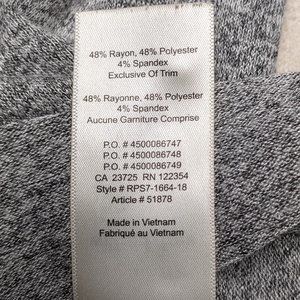 48% Rayon, 48% Polyester
4% Spandex
Exclusive Of Trim
48% Rayonne, 48% Polyester
4% Spandex
Aucune Garniture Comprise
P.O. # 4500086747
P.O. # 4500086748
P.O. # 4500086749
CA 23725 RN 122354
Style # RPS7-1664-18
Article # 51878
Made in Vietnam
Fabriqué au Vietnam